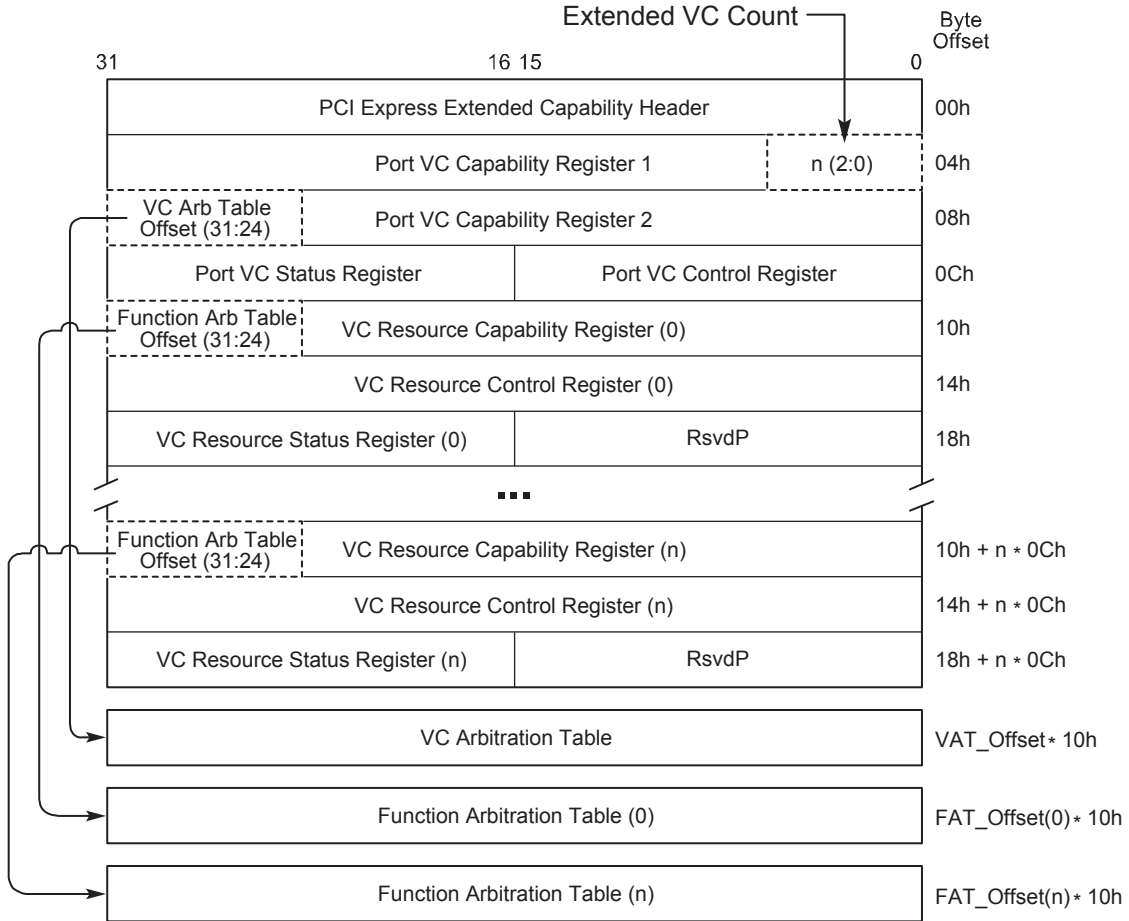 Extended VC Count
Byte
Offset
31 16 15 0
PCI Express Extended Capability Header 00h
Port VC Capability Register 1 n (2:0) 04h
VC Arb Table
Offset (31:24)
Port VC Capability Register 2 08h
Port VC Status Register Port VC Control Register 0Ch
Function Arb Table
Offset (31:24)
VC Resource Capability Register (0) 10h
VC Resource Control Register (0) 14h
VC Resource Status Register (0) RsvdP 18h
...
Function Arb Table
Offset (31:24)
VC Resource Capability Register (n) 10h + n * 0Ch
VC Resource Control Register (n) 14h + n * 0Ch
VC Resource Status Register (n) RsvdP 18h + n * 0Ch
VC Arbitration Table VAT_Offset * 10h
Function Arbitration Table (0) FAT_Offset(0) * 10h
Function Arbitration Table (n) FAT_Offset(n) * 10h